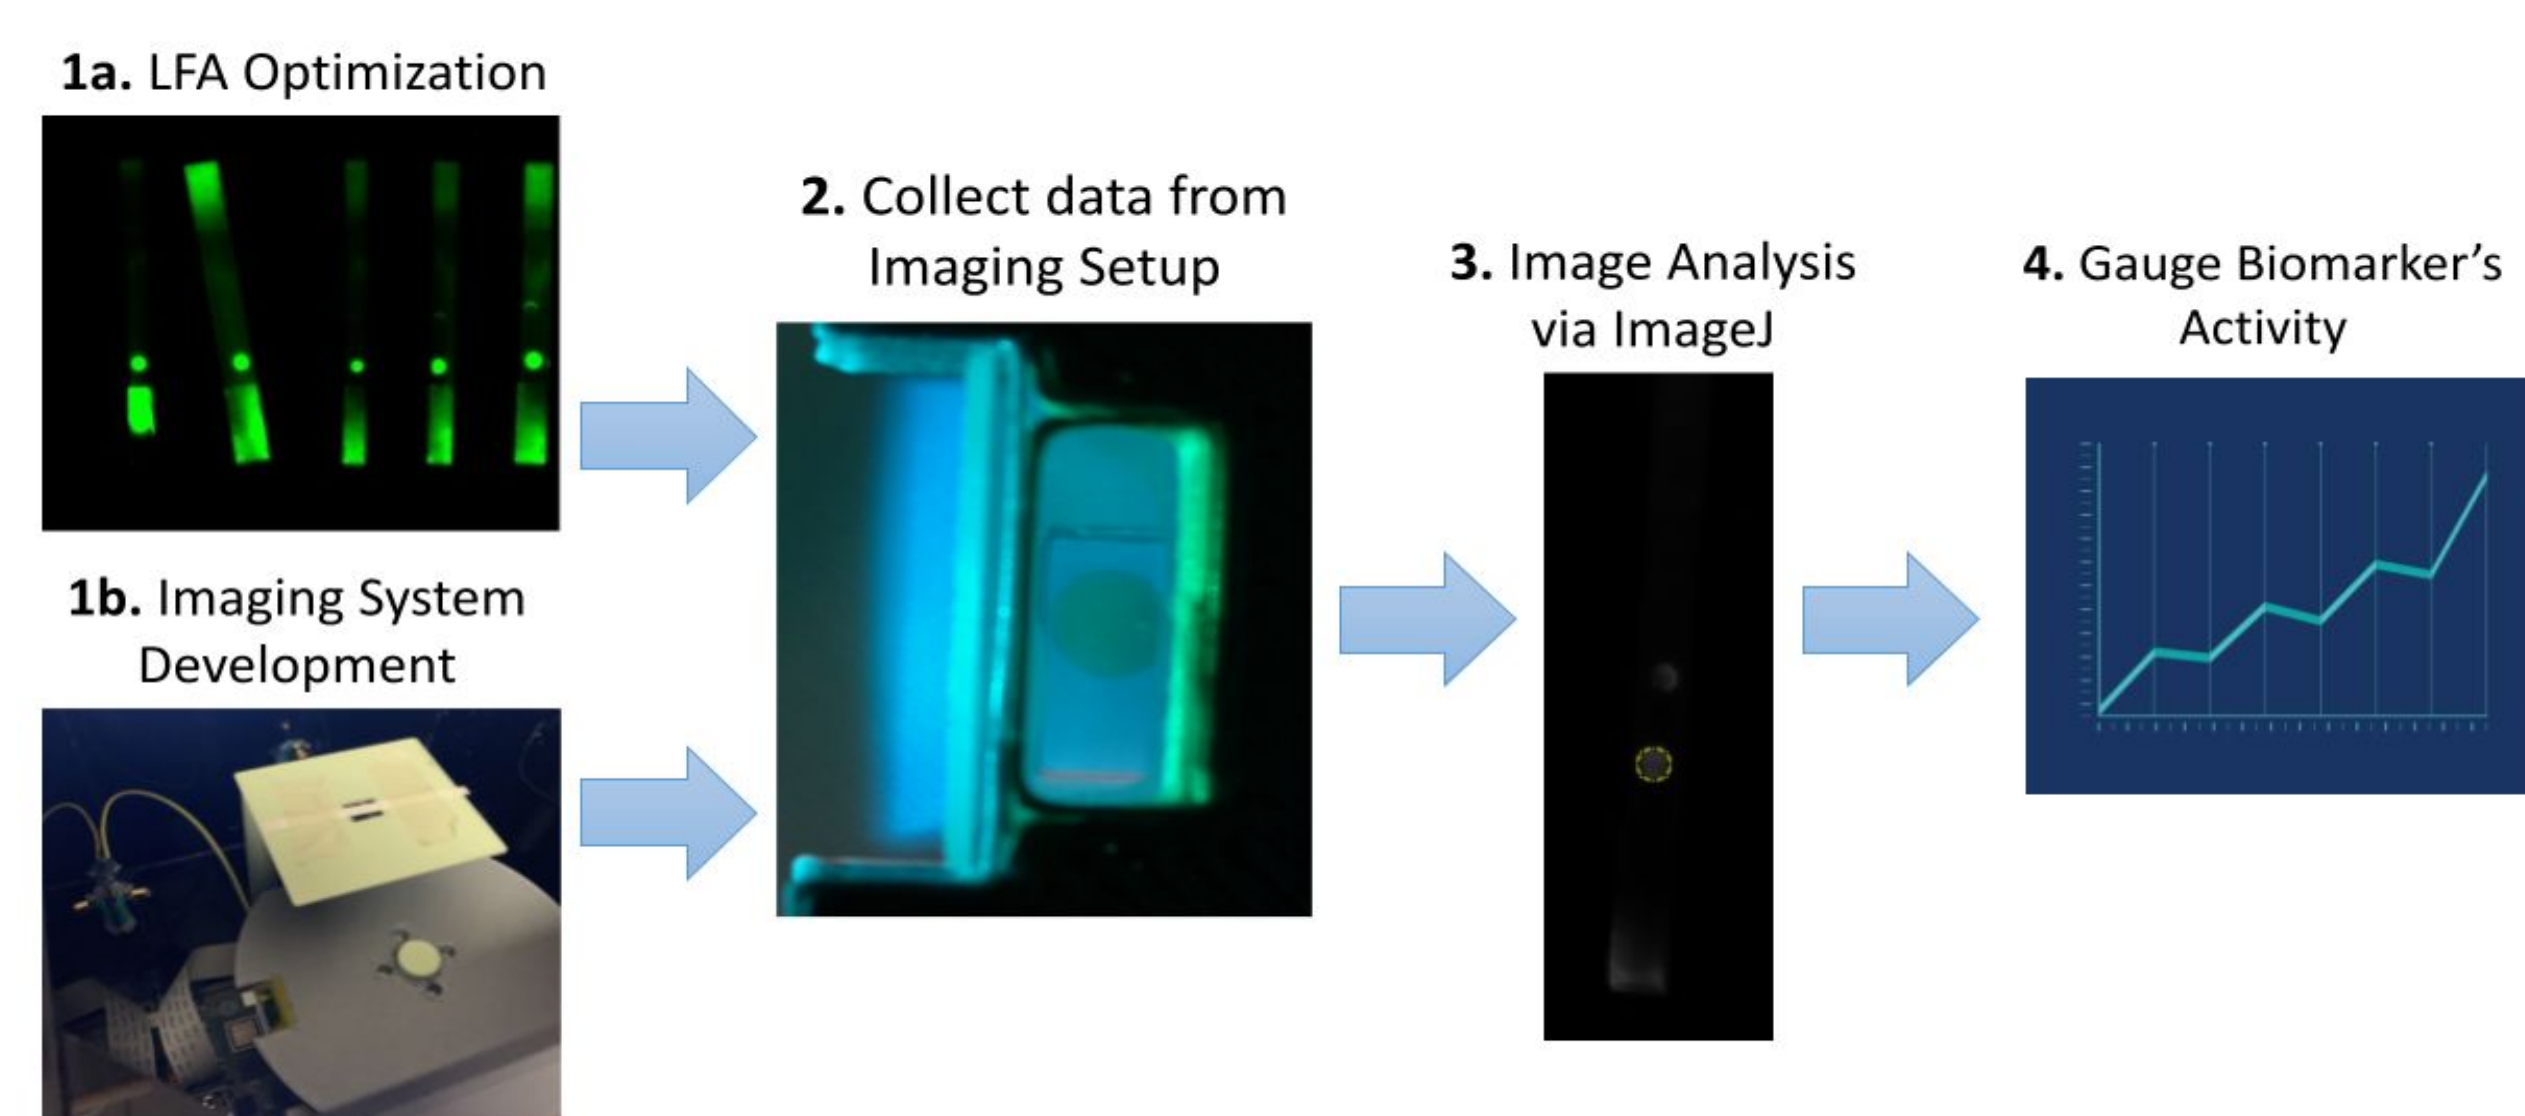 1a. LFA Optimization
1b. Imaging System
Development
2. Collect data from
Imaging Setup
3. Image Analysis
via ImageJ
4. Gauge Biomarker’s
Activity